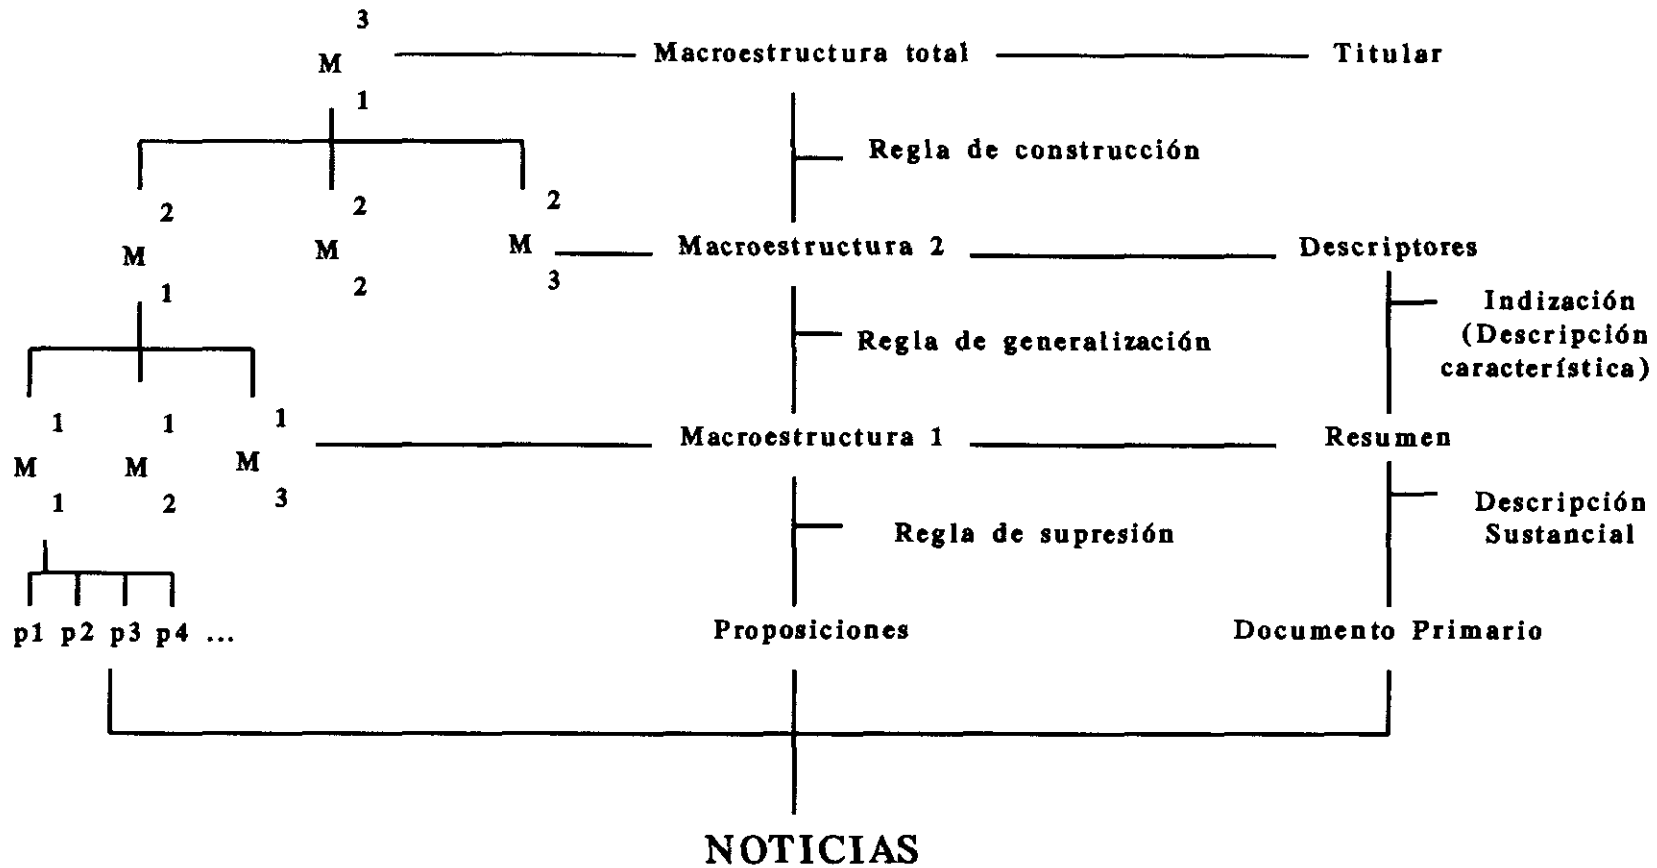 3
M Macroestructura total Titular
1
Regla de construcción
2 2 2
M M M Macroestructura 2 Descriptores
1 2 3
Indización
Regla de generalización (Descripción
característica)
1 1 1
M M M Macroestructura 1 Resumen
1 2 3
Descripción
Regla de supresión Sustancial
p1 p2 p3 p4 ... Proposiciones Documento Primario
NOTICIAS